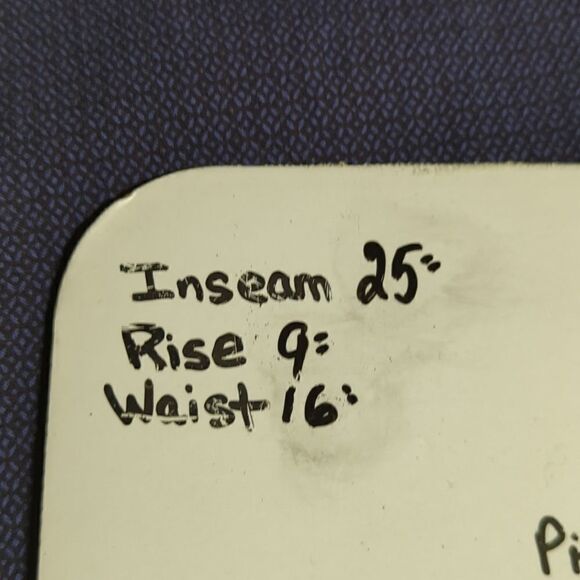 Inseam 25"
Rise 9"
Waist 16"